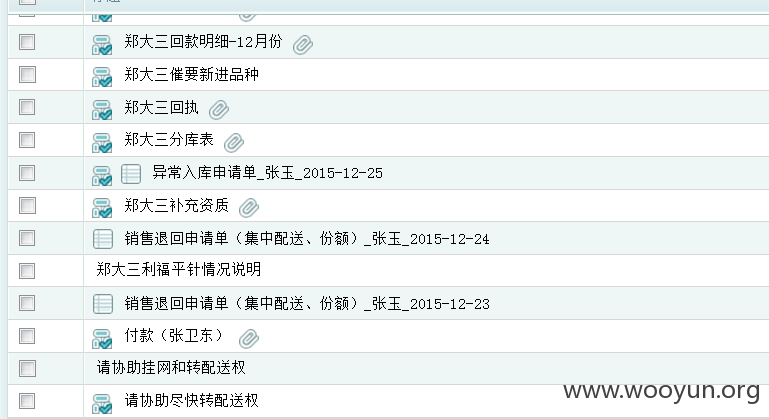 郑大三回款明细-12月份
郑大三催要新进品种
郑大三回执
郑大三分库表
异常入库申请单_张玉_2015-12-25
郑大三补充资质
销售退回申请单（集中配送、份额）_张玉_2015-12-24
郑大三利福平针情况说明
销售退回申请单（集中配送、份额）_张玉_2015-12-23
付款（张卫东）
请协助挂网和转配送权
请协助尽快转配送权
www.wooyun.org